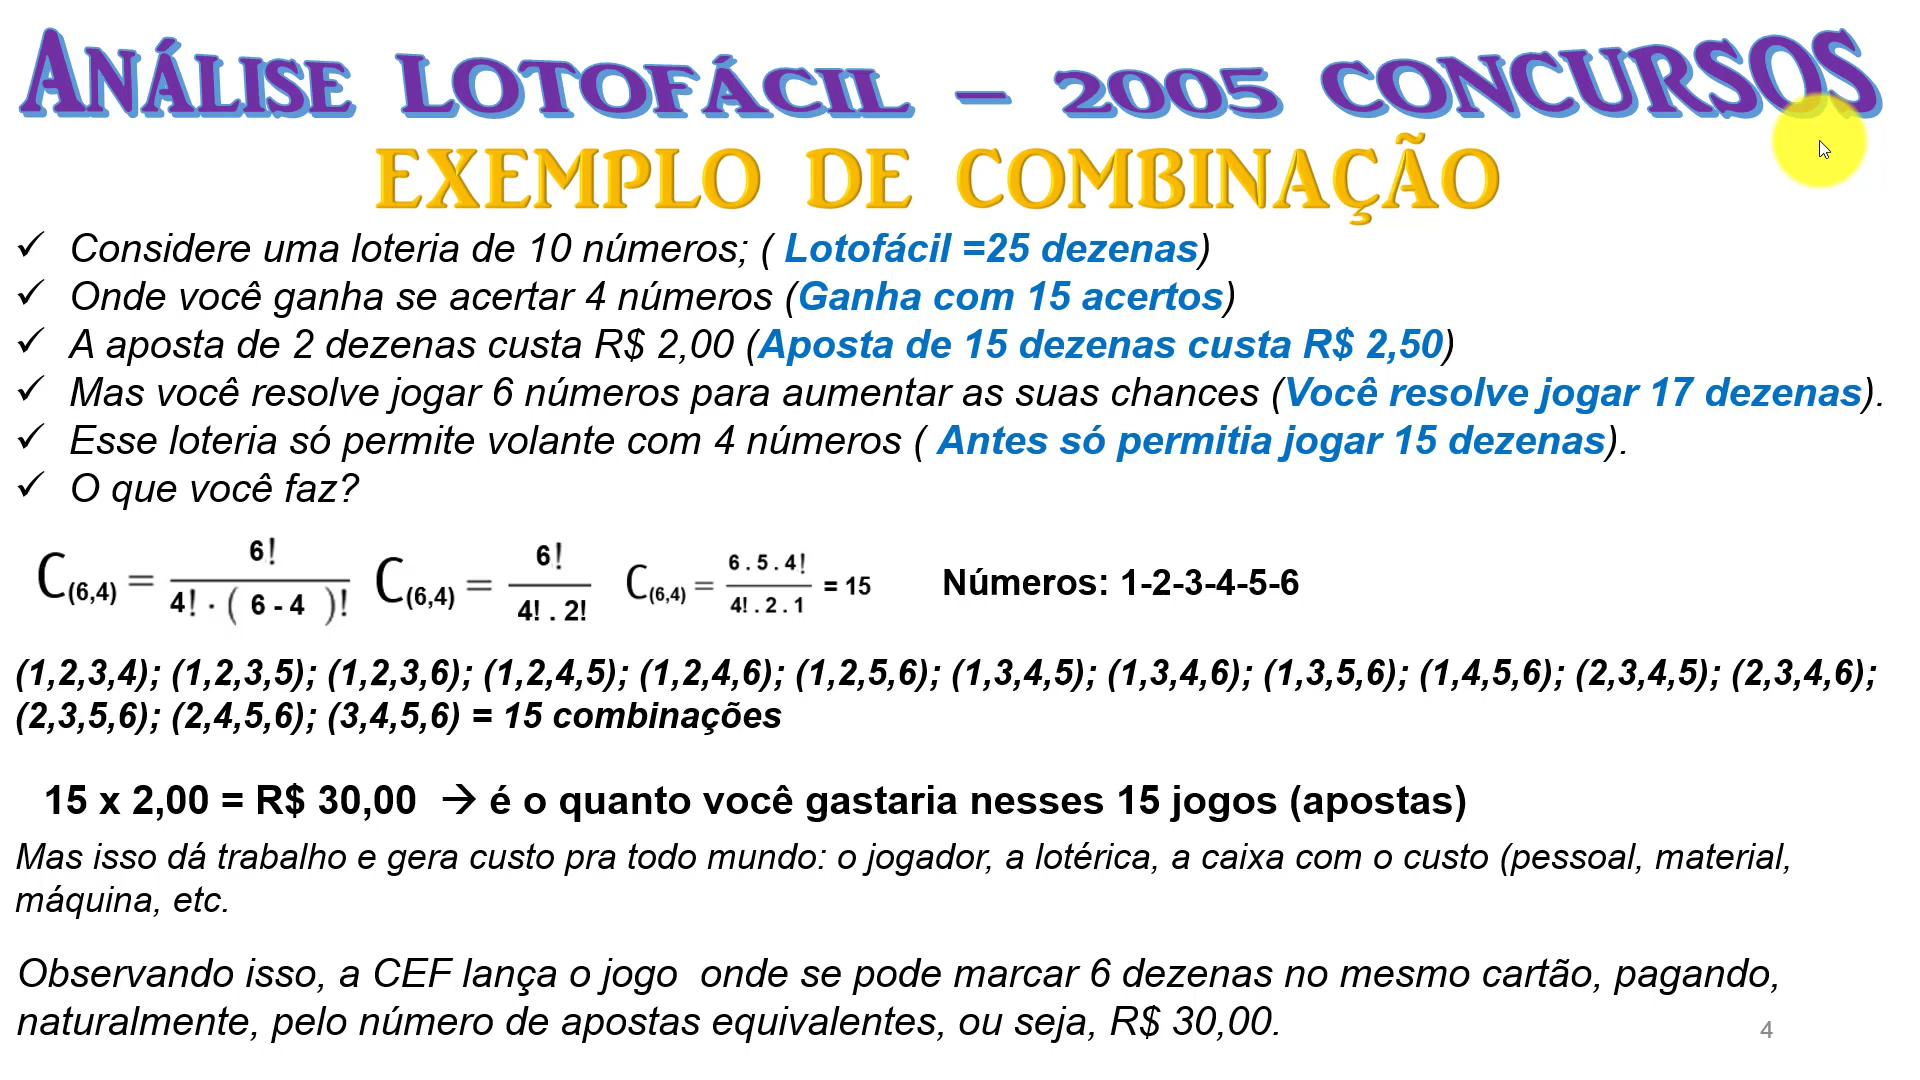 ANÁLISE LOTOFÁCIL – 2005 CONCURSOS
EXEMPLO DE COMBINAÇÃO
✓ Considere uma loteria de 10 números; ( Lotofácil =25 dezenas)
✓ Onde você ganha se acertar 4 números (Ganha com 15 acertos)
✓ A aposta de 2 dezenas custa R$ 2,00 (Aposta de 15 dezenas custa R$ 2,50)
✓ Mas você resolve jogar 6 números para aumentar as suas chances (Você resolve jogar 17 dezenas).
✓ Esse loteria só permite volante com 4 números ( Antes só permitia jogar 15 dezenas).
✓ O que você faz?
C(6,4) = 6! / 4! · ( 6 - 4 )! C(6,4) = 6! / 4! . 2! C(6,4) = 6 . 5 . 4! / 4! . 2 . 1 = 15 Números: 1-2-3-4-5-6
(1,2,3,4); (1,2,3,5); (1,2,3,6); (1,2,4,5); (1,2,4,6); (1,2,5,6); (1,3,4,5); (1,3,4,6); (1,3,5,6); (1,4,5,6); (2,3,4,5); (2,3,4,6);
(2,3,5,6); (2,4,5,6); (3,4,5,6) = 15 combinações
15 x 2,00 = R$ 30,00 → é o quanto você gastaria nesses 15 jogos (apostas)
Mas isso dá trabalho e gera custo pra todo mundo: o jogador, a lotérica, a caixa com o custo (pessoal, material,
máquina, etc.
Observando isso, a CEF lança o jogo onde se pode marcar 6 dezenas no mesmo cartão, pagando,
naturalmente, pelo número de apostas equivalentes, ou seja, R$ 30,00.
4